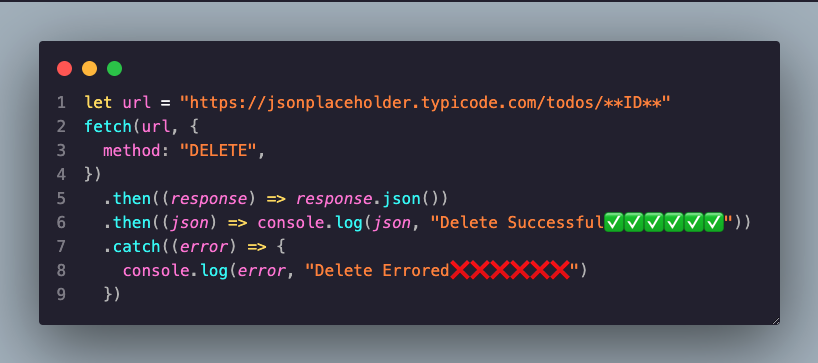 1 let url = "https://jsonplaceholder.typicode.com/todos/**ID**"
2 fetch(url, {
3   method: "DELETE",
4 })
5   .then((response) => response.json())
6   .then((json) => console.log(json, "Delete Successful✅✅✅✅✅✅"))
7   .catch((error) => {
8     console.log(error, "Delete Errored❌❌❌❌❌❌")
9   })